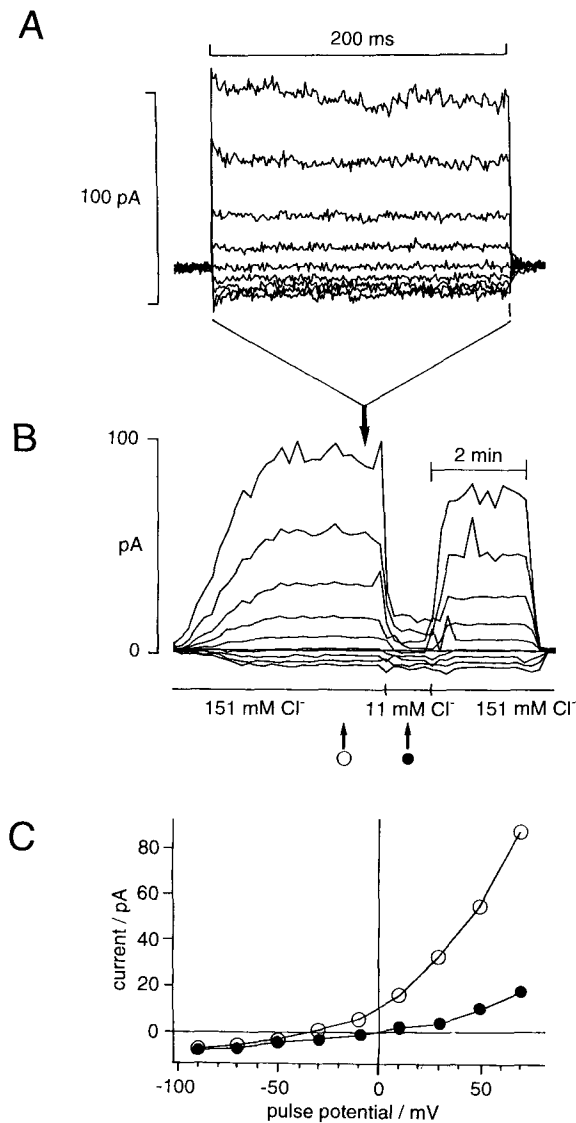 A
200 ms
100 pA
B
100
2 min
pA
0
151 mM Cl⁻
11 mM Cl⁻
151 mM Cl⁻
C
80
60
40
20
0
current / pA
-100
-50
0
50
pulse potential / mV